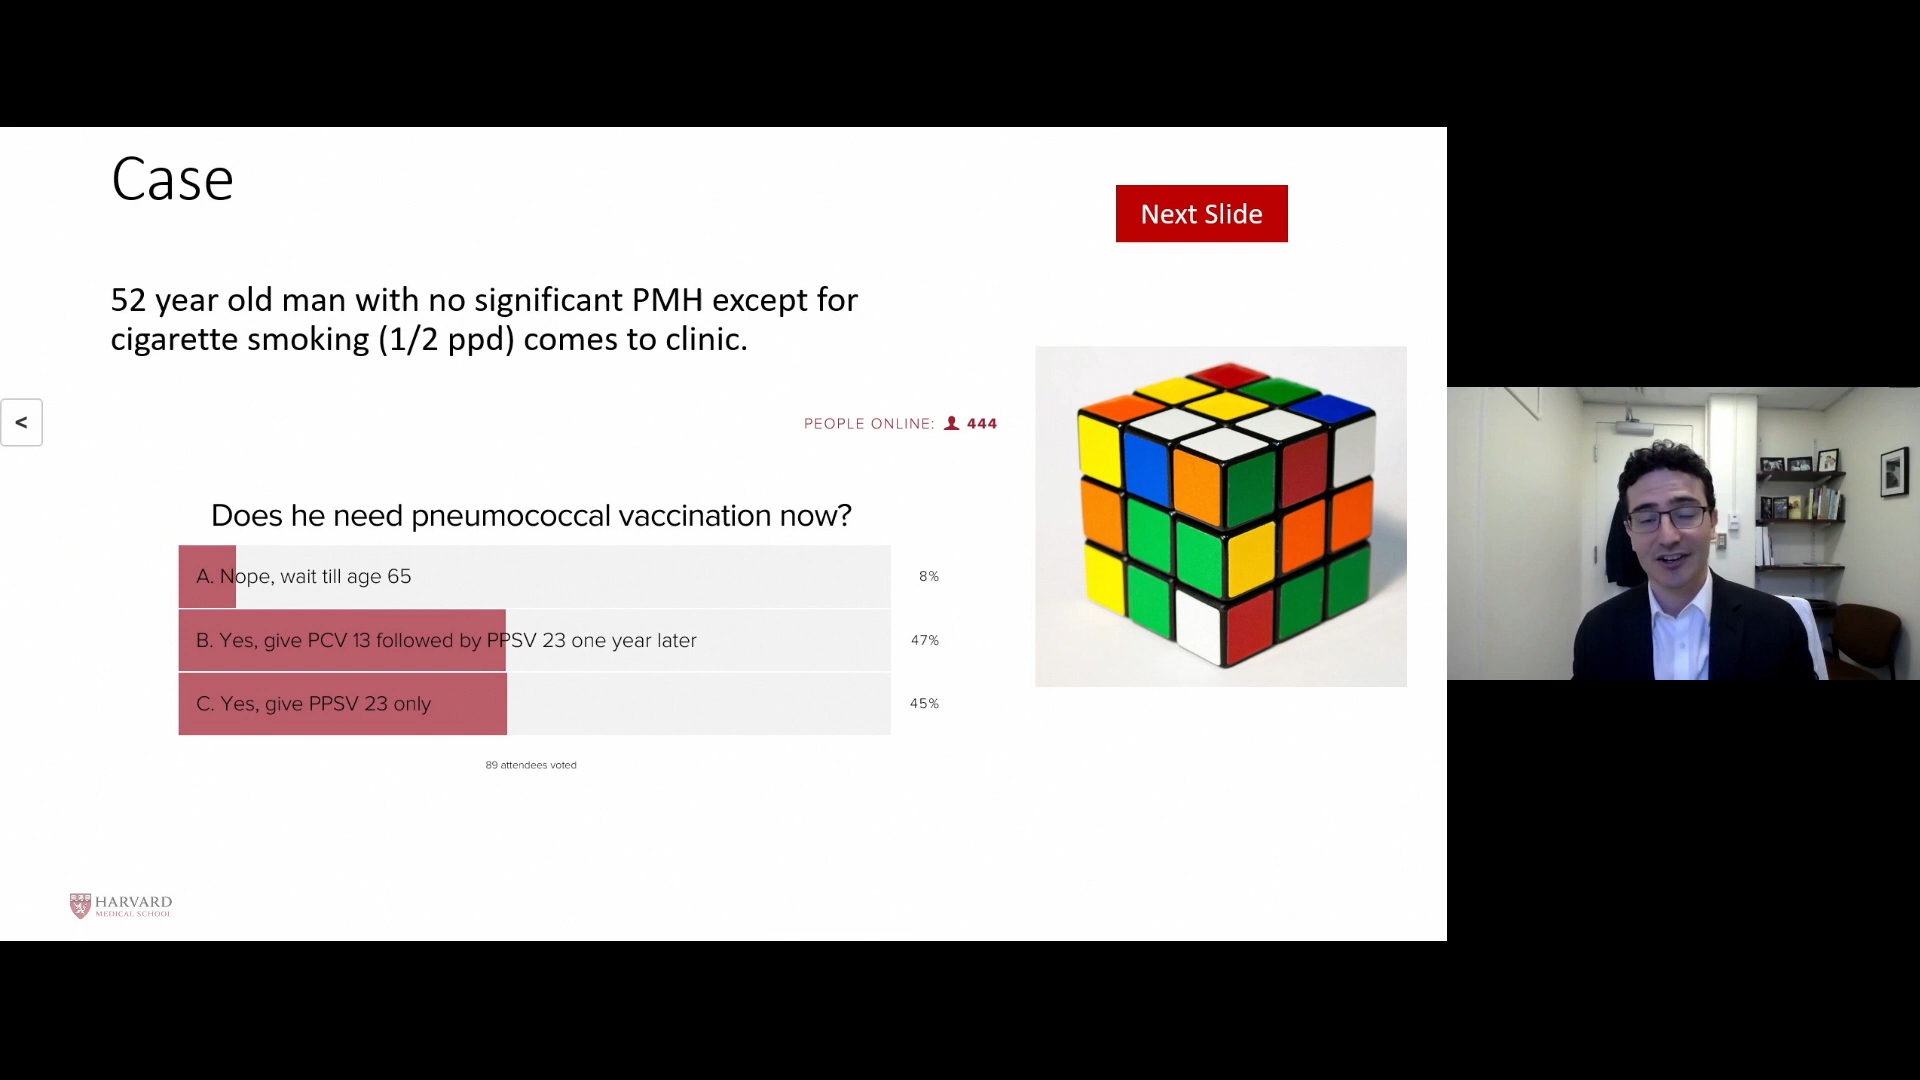 Case
Next Slide
52 year old man with no significant PMH except for
cigarette smoking (1/2 ppd) comes to clinic.
<
PEOPLE ONLINE: 444
Does he need pneumococcal vaccination now?
A. Nope, wait till age 65
8%
B. Yes, give PCV 13 followed by PPSV 23 one year later
47%
C. Yes, give PPSV 23 only
45%
89 attendees voted
HARVARD
MEDICAL SCHOOL